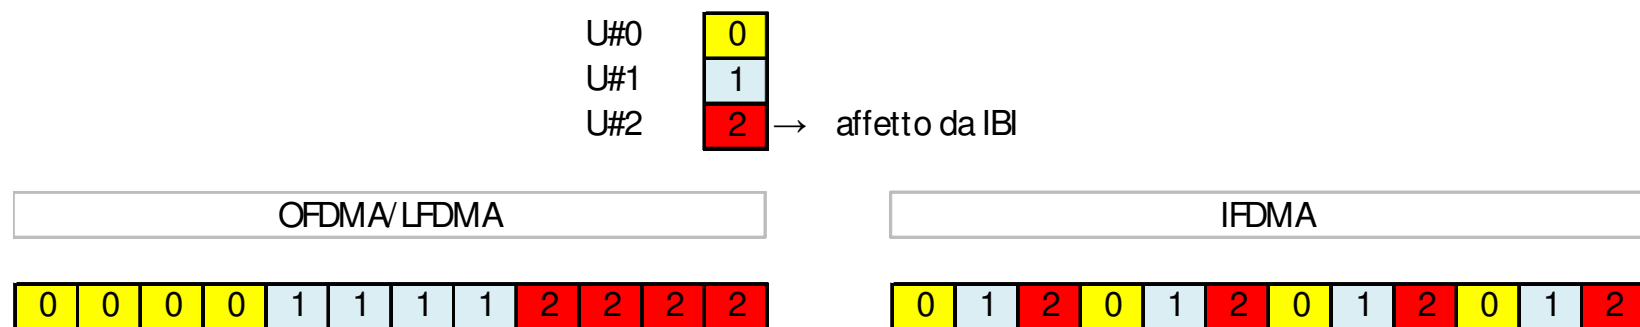 U#0 0
U#1 1
U#2 2 → affetto da IBI
OFDMA/LFDMA IFDMA
0 0 0 0 1 1 1 1 2 2 2 2 0 1 2 0 1 2 0 1 2 0 1 2